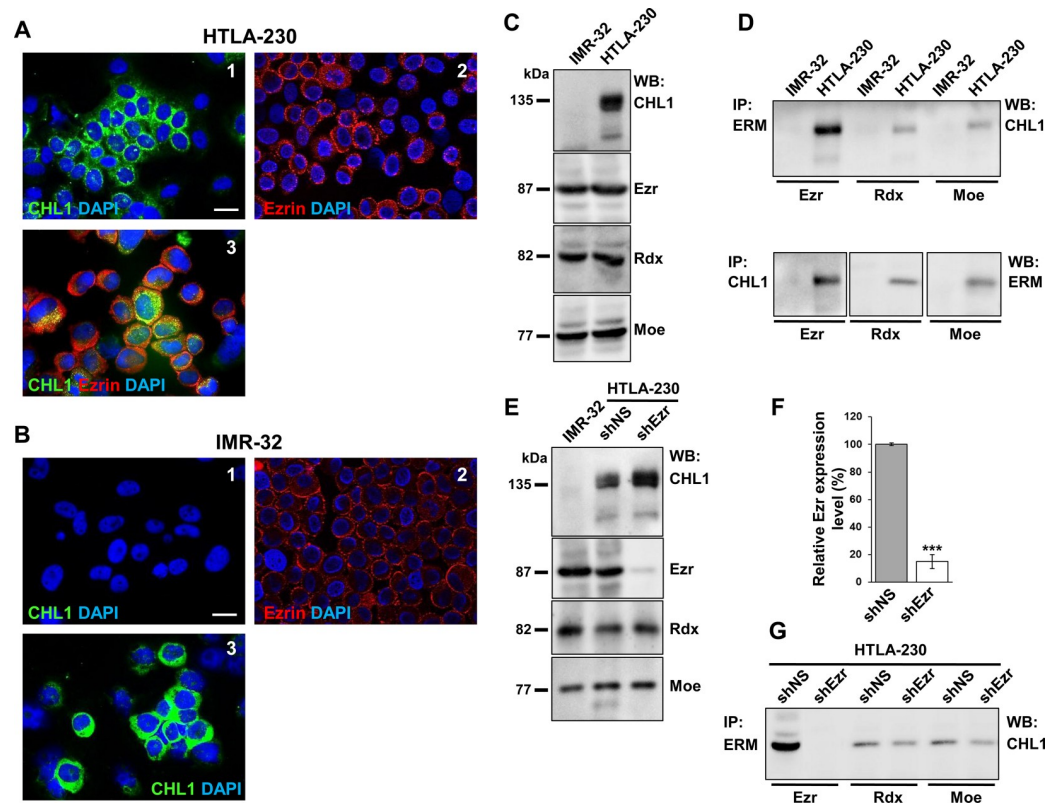 A
HTLA-230
1
CHL1 DAPI
2
Ezrin DAPI
3
CHL1 Ezrin DAPI
B
IMR-32
1
CHL1 DAPI
2
Ezrin DAPI
3
CHL1 DAPI
C
IMR-32 HTLA-230
kDa WB:
135 CHL1
87 Ezr
82 Rdx
77 Moe
D
IMR-32 HTLA-230 IMR-32 HTLA-230 IMR-32 HTLA-230
IP: WB:
ERM CHL1
Ezr Rdx Moe
IP: WB:
CHL1 ERM
Ezr Rdx Moe
E
HTLA-230
IMR-32 shNS shEzr
kDa WB:
135 CHL1
87 Ezr
82 Rdx
77 Moe
F
Relative Ezr expression
level (%)
120
100
80
60
40
20
0
***
shNS shEzr
G
HTLA-230
shNS shEzr shNS shEzr shNS shEzr
IP: WB:
ERM CHL1
Ezr Rdx Moe